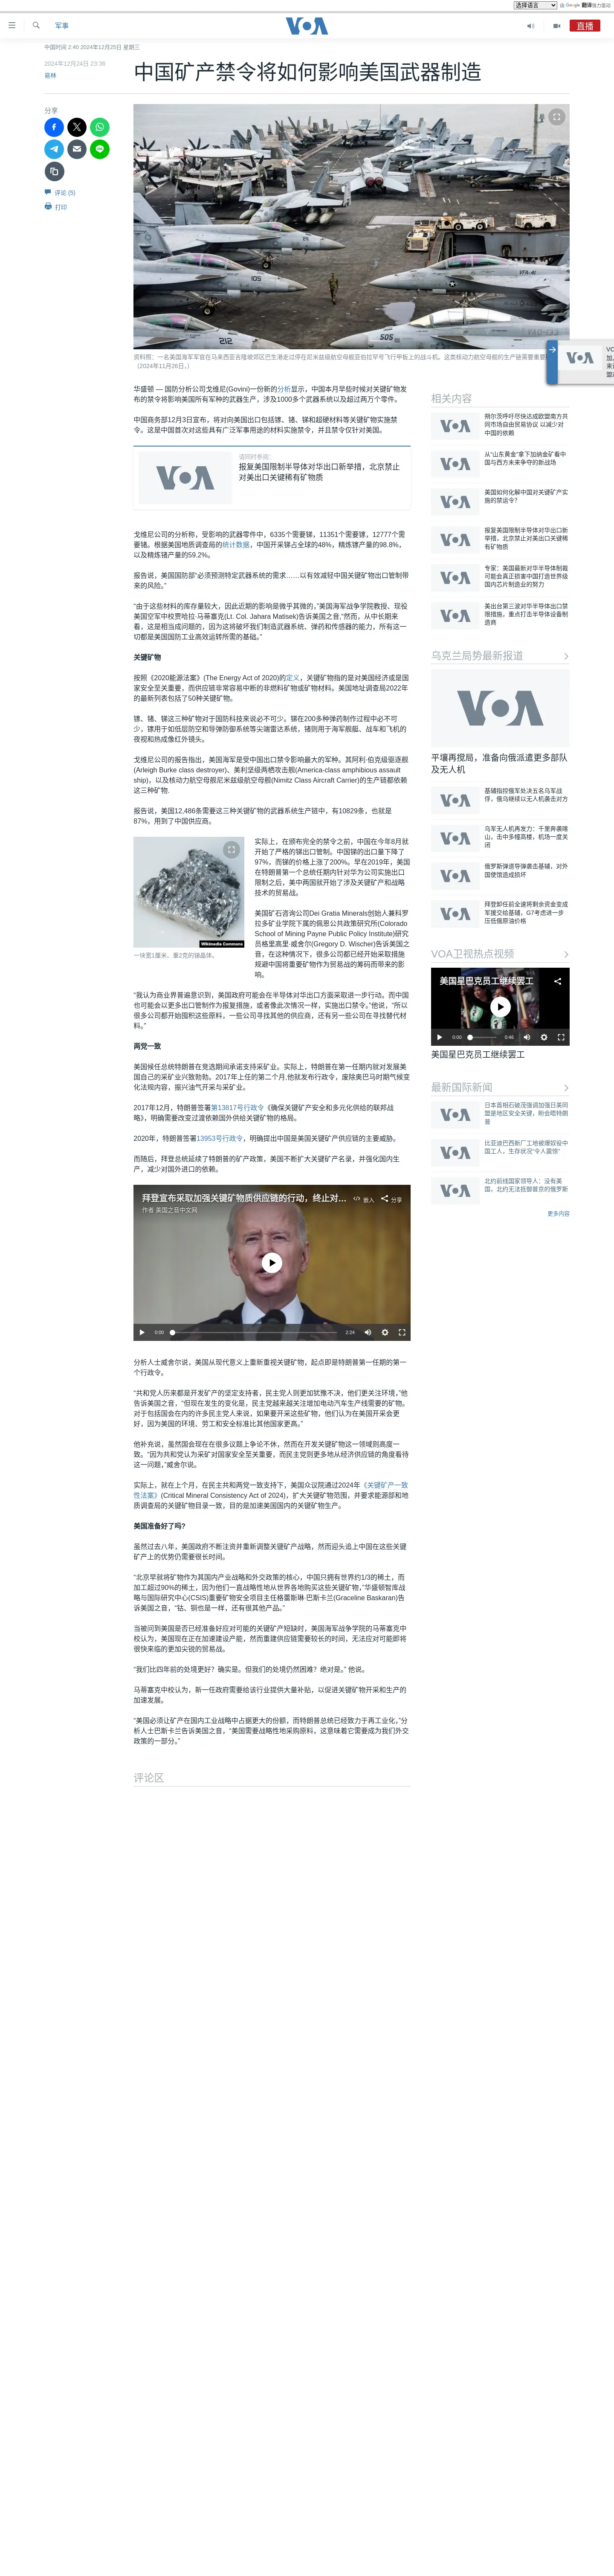 选择语言
由 Google 翻译强力驱动
军事
VOA
直播
中国时间 2:40 2024年12月25日 星期三
2024年12月24日 23:36
易林
中国矿产禁令将如何影响美国武器制造
分享
评论 (5)
打印
资料照：一名美国海军军官在马来西亚吉隆坡郊区巴生港走过停在尼米兹级航空母舰亚伯拉罕号飞行甲板上的战斗机。这类核动力航空母舰的生产链需要重要
（2024年11月26日。）
华盛顿 — 国防分析公司戈维尼(Govini)一份新的分析显示，中国本月早些时候对关键矿物发
布的禁令将影响美国所有军种的武器生产，涉及1000多个武器系统以及超过两万个零件。
中国商务部12月3日宣布，将对向美国出口包括镓、锗、锑和超硬材料等关键矿物实施禁
令。这是中国首次对这些具有广泛军事用途的材料实施禁令，并且禁令仅针对美国。
请同时参阅:
报复美国限制半导体对华出口新举措，北京禁止
对美出口关键稀有矿物质
戈维尼公司的分析称，受影响的武器零件中，6335个需要锑，11351个需要镓，12777个需
要锗。根据美国地质调查局的统计数据，中国开采锑占全球的48%，精炼镓产量的98.8%，
以及精炼锗产量的59.2%。
报告说，美国国防部“必须预测特定武器系统的需求……以有效减轻中国关键矿物出口管制带
来的风险。”
“由于这些材料的库存量较大，因此近期的影响是微乎其微的，”美国海军战争学院教授、现役
美国空军中校贾哈拉·马蒂塞克(Lt. Col. Jahara Matisek)告诉美国之音，“然而，从中长期来
看，这是相当成问题的，因为这将破坏我们制造武器系统、弹药和传感器的能力，所有这一
切都是美国国防工业高效运转所需的基础。”
关键矿物
按照《2020能源法案》(The Energy Act of 2020)的定义，关键矿物指的是对美国经济或是国
家安全至关重要，而供应链非常容易中断的非燃料矿物或矿物材料。美国地址调查局2022年
的最新列表包括了50种关键矿物。
镓、锗、锑这三种矿物对于国防科技来说必不可少。锑在200多种弹药制作过程中必不可
少，镓用于如低层防空和导弹防御系统等尖端雷达系统，锗则用于海军舰艇、战车和飞机的
夜视和热成像红外镜头。
戈维尼公司的报告指出，美国海军是受中国出口禁令影响最大的军种。其阿利·伯克级驱逐舰
(Arleigh Burke class destroyer)、美利坚级两栖攻击舰(America-class amphibious assault
ship)，以及核动力航空母舰尼米兹级航空母舰(Nimitz Class Aircraft Carrier)的生产链都依赖
这三种矿物.
报告说，美国12,486条需要这三种关键矿物的武器系统生产链中，有10829条，也就是
87%，用到了中国供应商。
Wikimedia Commons
一块宽1厘米、重2克的锑晶体。
实际上，在颁布完全的禁令之前，中国在今年8月就
开始了严格的锑出口管制。中国锑的出口量下降了
97%，而锑的价格上涨了200%。早在2019年，美国
在特朗普第一个总统任期内针对华为公司实施出口
限制之后，美中两国就开始了涉及关键矿产和战略
技术的贸易战。
美国矿石咨询公司Dei Gratia Minerals创始人兼科罗
拉多矿业学院下属的佩恩公共政策研究所(Colorado
School of Mining Payne Public Policy Institute)研究
员格里高里·威舍尔(Gregory D. Wischer)告诉美国之
音，在这种情况下，很多公司都已经开始采取措施
规避中国将重要矿物作为贸易战的筹码而带来的影
响。
“我认为商业界普遍意识到，美国政府可能会在半导体对华出口方面采取进一步行动。而中国
也可能会以更多出口管制作为反制措施，或者像此次情况一样，实施出口禁令。”他说，“所以
很多公司都开始囤积这些原料，一些公司寻找其他的供应商，还有另一些公司在寻找替代材
料。”
两党一致
美国候任总统特朗普在竞选期间承诺支持采矿业。实际上，特朗普在第一任期内就对发展美
国自己的采矿业兴致勃勃。2017年上任的第二个月,他就发布行政令，废除奥巴马时期气候变
化法规内容，振兴油气开采与采矿业。
2017年12月，特朗普签署第13817号行政令《确保关键矿产安全和多元化供给的联邦战
略》，明确需要改变过渡依赖国外供给关键矿物的格局。
2020年，特朗普签署13953号行政令，明确提出中国是美国关键矿产供应链的主要威胁。
而随后，拜登总统延续了特朗普的矿产政策，美国不断扩大关键矿产名录，并强化国内生
产，减少对国外进口的依赖。
拜登宣布采取加强关键矿物质供应链的行动，终止对...
嵌入
分享
作者 美国之音中文网
0:00
2:24
分析人士威舍尔说，美国从现代意义上重新重视关键矿物，起点即是特朗普第一任期的第一
个行政令。
“共和党人历来都是开发矿产的坚定支持者，民主党人则更加犹豫不决，他们更关注环境，”他
告诉美国之音，“但现在发生的变化是，民主党越来越关注增加电动汽车生产线需要的矿物。
对于包括国会在内的许多民主党人来说，如果要开采这些矿物，他们认为在美国开采会更
好，因为美国的环境、劳工和安全标准比其他国家更高。”
他补充说，虽然国会现在在很多议题上争论不休，然而在开发关键矿物这一领域则高度一
致。“因为共和党认为采矿对国家安全至关重要，而民主党则更多地从经济供应链的角度看待
这一问题，”威舍尔说。
实际上，就在上个月，在民主共和两党一致支持下，美国众议院通过2024年《关键矿产一致
性法案》(Critical Mineral Consistency Act of 2024)，扩大关键矿物范围，并要求能源部和地
质调查局的关键矿物目录一致，目的是加速美国国内的关键矿物生产。
美国准备好了吗?
虽然过去八年，美国政府不断注资并重新调整关键矿产战略，然而迎头追上中国在这些关键
矿产上的优势仍需要很长时间。
“北京早就将矿物作为其国内产业战略和外交政策的核心，中国只拥有世界约1/3的稀土，而
加工超过90%的稀土，因为他们一直战略性地从世界各地购买这些关键矿物，”华盛顿智库战
略与国际研究中心(CSIS)重要矿物安全项目主任格蕾斯琳·巴斯卡兰(Graceline Baskaran)告
诉美国之音，“钴、铜也是一样，还有很其他产品。”
当被问到美国是否已经准备好应对可能的关键矿产短缺时，美国海军战争学院的马蒂塞克中
校认为，美国现在正在加速建设产能，然而重建供应链需要较长的时间，无法应对可能即将
很快来临的更加尖锐的贸易战。
“我们比四年前的处境更好？确实是。但我们的处境仍然困难？绝对是。” 他说。
马蒂塞克中校认为，新一任政府需要给该行业提供大量补贴，以促进关键矿物开采和生产的
加速发展。
“美国必须让矿产在国内工业战略中占据更大的份额，而特朗普总统已经致力于再工业化，”分
析人士巴斯卡兰告诉美国之音，“美国需要战略性地采购原料，这意味着它需要成为我们外交
政策的一部分。”
评论区
相关内容
朔尔茨呼吁尽快达成欧盟南方共
同市场自由贸易协议 以减少对
中国的依赖
从“山东黄金”拿下加纳金矿看中
国与西方未来争夺的新战场
美国如何化解中国对关键矿产实
施的禁运令？
报复美国限制半导体对华出口新
举措，北京禁止对美出口关键稀
有矿物质
专家：美国最新对华半导体制裁
可能会真正损害中国打造世界级
国内芯片制造业的努力
美出台第三波对华半导体出口禁
限措施，重点打击半导体设备制
造商
乌克兰局势最新报道
平壤再搅局，准备向俄派遣更多部队
及无人机
基辅指控俄军处决五名乌军战
俘，俄乌继续以无人机袭击对方
乌军无人机再发力：千里奔袭喀
山，击中多幢高楼，机场一度关
闭
俄罗斯弹道导弹袭击基辅，对外
国使馆造成损坏
拜登卸任前全速将剩余资金变成
军援交给基辅，G7考虑进一步
压低俄原油价格
VOA卫视热点视频
美国星巴克员工继续罢工
0:00
0:46
美国星巴克员工继续罢工
最新国际新闻
日本首相石破茂强调加强日美同
盟是地区安全关键，盼会晤特朗
普
比亚迪巴西新厂工地被爆奴役中
国工人，生存状况“令人震惊”
北约前线国家领导人：没有美
国，北约无法抵御普京的俄罗斯
更多内容